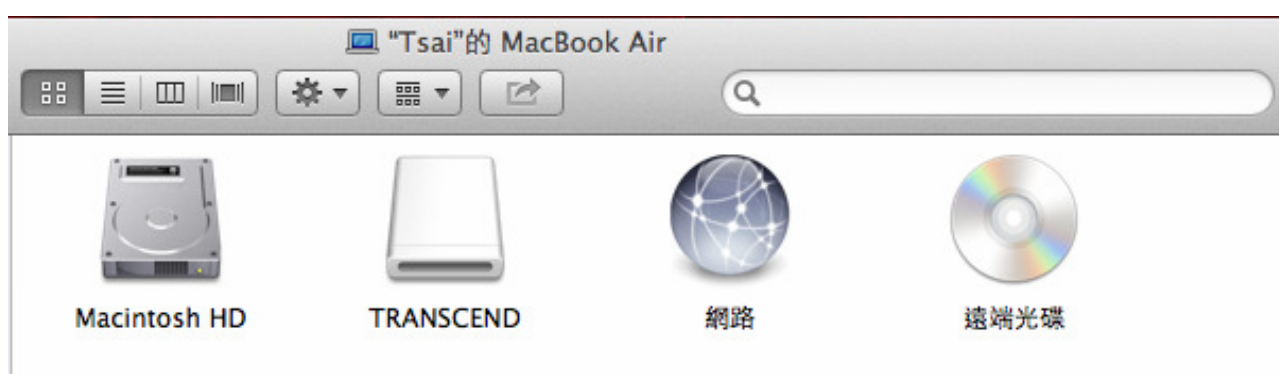 “Tsai”的 MacBook Air
Macintosh HD
TRANSCEND
網路
遠端光碟